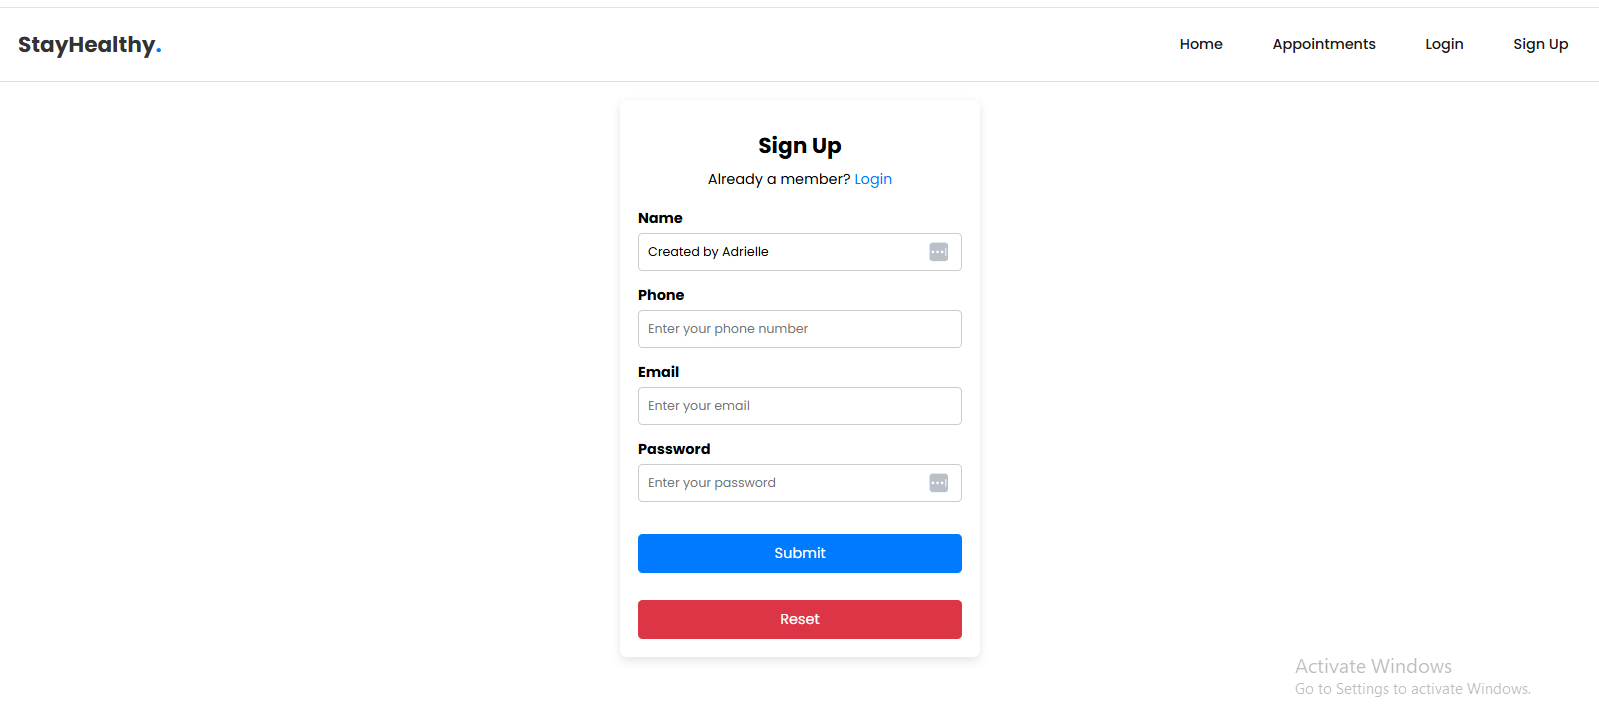 StayHealthy.
Home Appointments Login Sign Up
Sign Up
Already a member? Login
Name
Created by Adrielle
Phone
Enter your phone number
Email
Enter your email
Password
Enter your password
Submit
Reset
Activate Windows
Go to Settings to activate Windows.